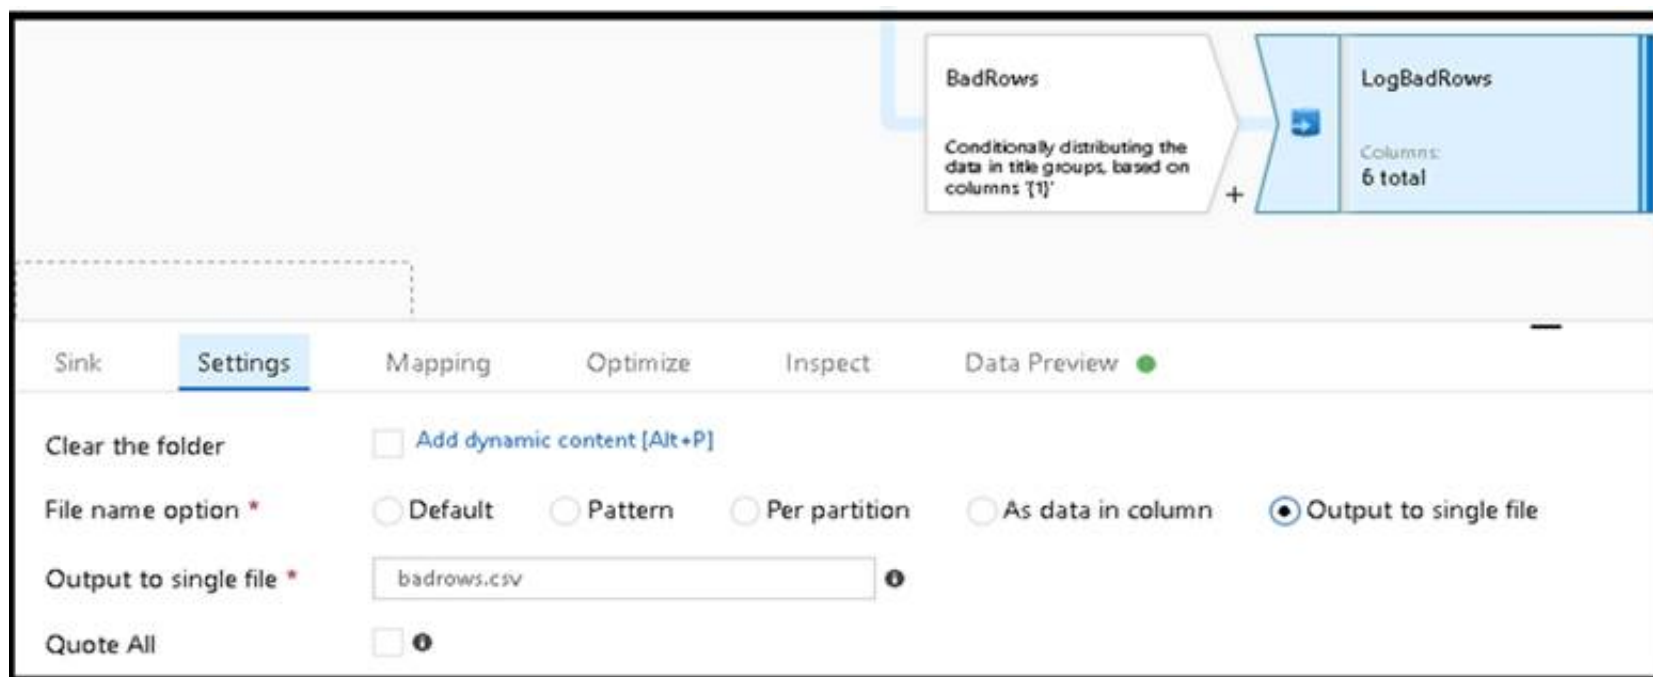 BadRows
Conditionally distributing the
data in title groups, based on
columns '{1}'
+
LogBadRows
Columns:
6 total
Sink
Settings
Mapping
Optimize
Inspect
Data Preview
Clear the folder
Add dynamic content [Alt+P]
File name option *
Default
Pattern
Per partition
As data in column
Output to single file
Output to single file *
badrows.csv
Quote All